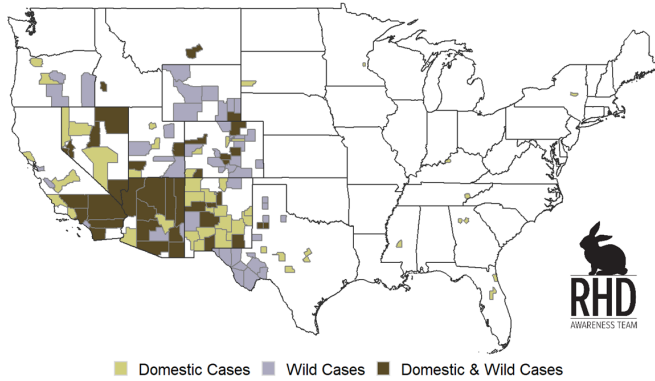 RHD
AWARENESS TEAM
Domestic Cases Wild Cases Domestic & Wild Cases